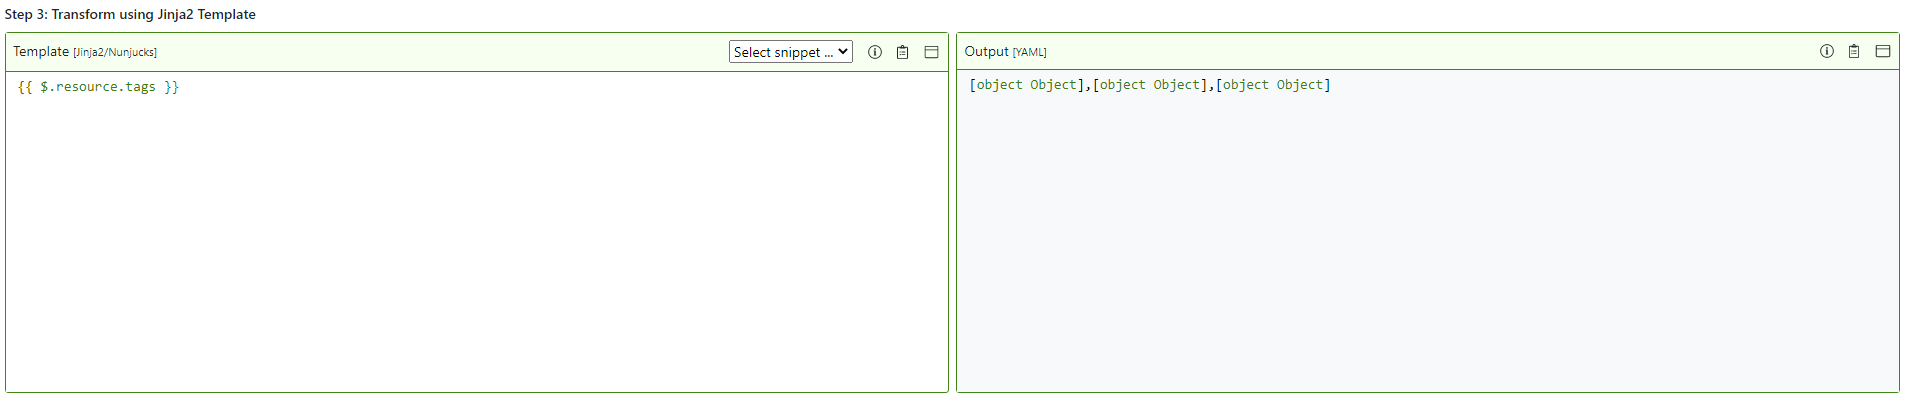 Step 3: Transform using Jinja2 Template
Template [Jinja2/Nunjucks]
Select snippet ...
{{ $.resource.tags }}
Output [YAML]
[object Object],[object Object],[object Object]